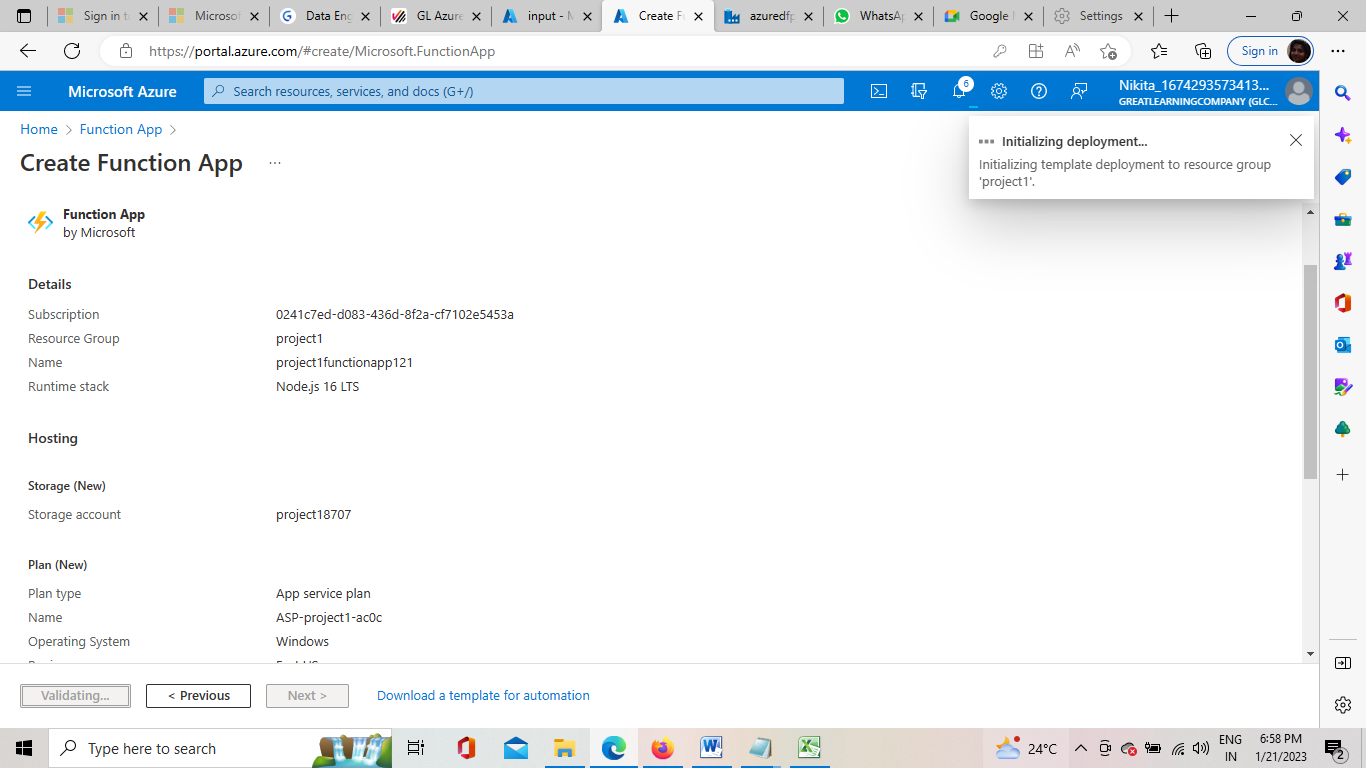 Sign in t
Microsof
Data Eng
GL Azure
input - M
Create Fu
azuredfp
WhatsAp
Google M
Settings
https://portal.azure.com/#create/Microsoft.FunctionApp
Sign in
Microsoft Azure
Search resources, services, and docs (G+/)
6
Nikita_1674293573413...
GREATLEARNINGCOMPANY (GLC...
Home > Function App >
Create Function App ...
Initializing deployment...
Initializing template deployment to resource group
'project1'.
Function App
by Microsoft
Details
Subscription 0241c7ed-d083-436d-8f2a-cf7102e5453a
Resource Group project1
Name project1functionapp121
Runtime stack Node.js 16 LTS
Hosting
Storage (New)
Storage account project18707
Plan (New)
Plan type App service plan
Name ASP-project1-ac0c
Operating System Windows
Validating...
< Previous
Next >
Download a template for automation
Type here to search
24°C
ENG
IN
6:58 PM
1/21/2023
2